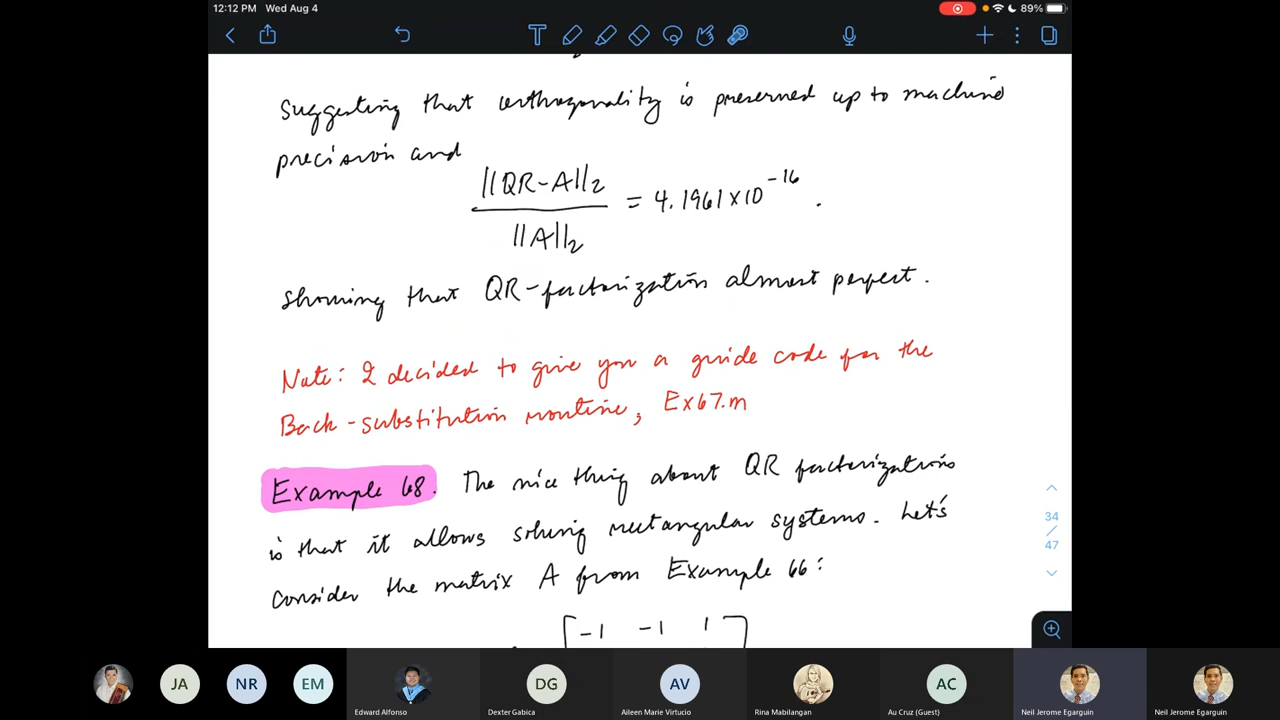 12:12 PM Wed Aug 4
89%
Suggesting that orthogonality is preserved up to machine
precision and
||QR-A||₂
———— = 4.1961×10⁻¹⁶ .
||A||₂
showing that QR-factorization almost perfect.
Note: I decided to give you a guide code for the
Back-substitution routine, Ex67.m
Example 68. The nice thing about QR factorizations
is that it allows solving rectangular systems. Let's
consider the matrix A from Example 66:
-1 -1 1
34
/
47
JA
NR
EM
Edward Alfonso
DG
Dexter Gabica
AV
Aileen Marie Virtucio
Rina Mabilangan
AC
Au Cruz (Guest)
Neil Jerome Egarguin
Neil Jerome Egarguin